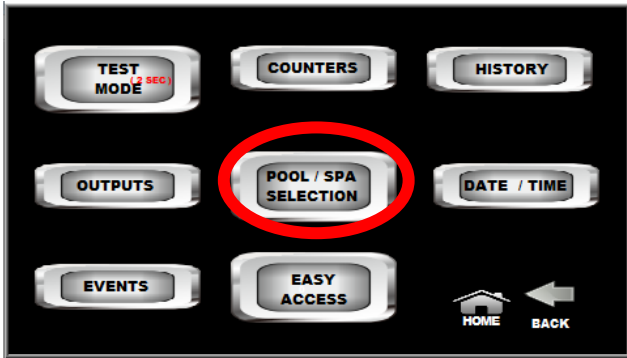 TEST
MODE
( 2 SEC )
COUNTERS
HISTORY
OUTPUTS
POOL / SPA
SELECTION
DATE / TIME
EVENTS
EASY
ACCESS
HOME
BACK